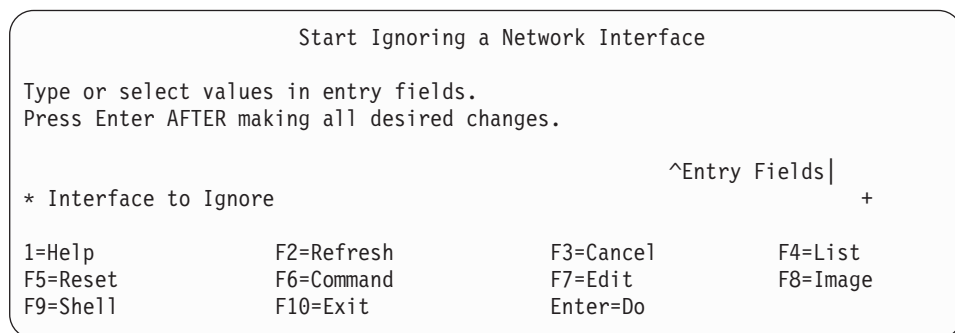 Start Ignoring a Network Interface
Type or select values in entry fields.
Press Enter AFTER making all desired changes.
^Entry Fields|
* Interface to Ignore +
1=Help F2=Refresh F3=Cancel F4=List
F5=Reset F6=Command F7=Edit F8=Image
F9=Shell F10=Exit Enter=Do